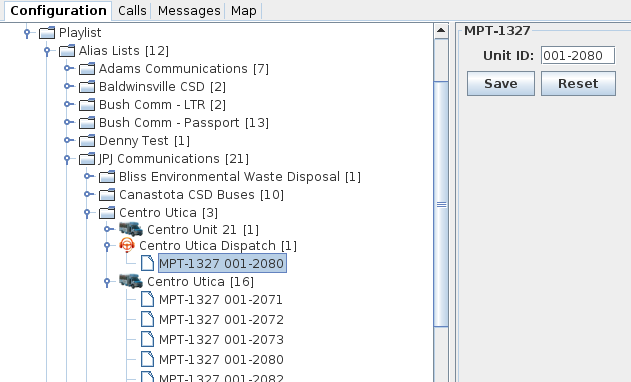 Configuration Calls Messages Map
Playlist
Alias Lists [12]
Adams Communications [7]
Baldwinsville CSD [2]
Bush Comm - LTR [2]
Bush Comm - Passport [13]
Denny Test [1]
JPJ Communications [21]
Bliss Environmental Waste Disposal [1]
Canastota CSD Buses [10]
Centro Utica [3]
Centro Unit 21 [1]
Centro Utica Dispatch [1]
MPT-1327 001-2080
Centro Utica [16]
MPT-1327 001-2071
MPT-1327 001-2072
MPT-1327 001-2073
MPT-1327 001-2080
MPT-1327 001-2082
MPT-1327
Unit ID: 001-2080
Save Reset